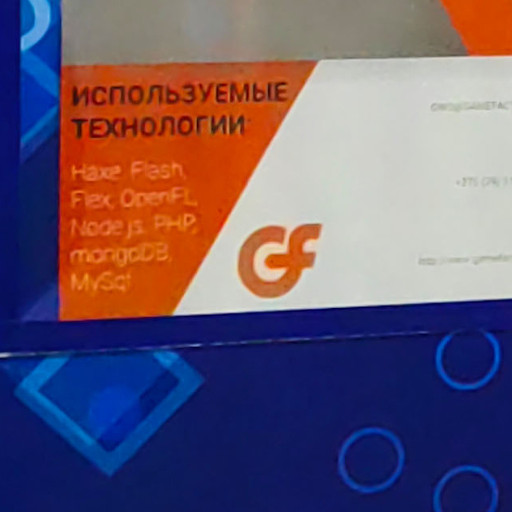 ИСПОЛЬЗУЕМЫЕ
ТЕХНОЛОГИИ
Haxe, Flash,
Flex, OpenFL,
Node.js, PHP,
mongoDB,
MySql
GF